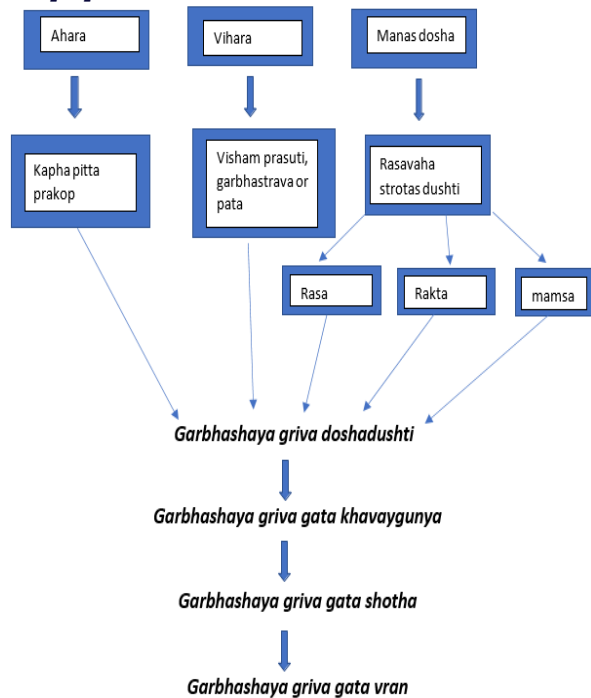 Ahara
Vihara
Manas dosha
Kapha pitta
prakop
Visham prasuti,
garbhastrava or
pata
Rasavaha
strotas dushti
Rasa
Rakta
mamsa
Garbhashaya griva doshadushti
Garbhashaya griva gata khavaygunya
Garbhashaya griva gata shotha
Garbhashaya griva gata vran